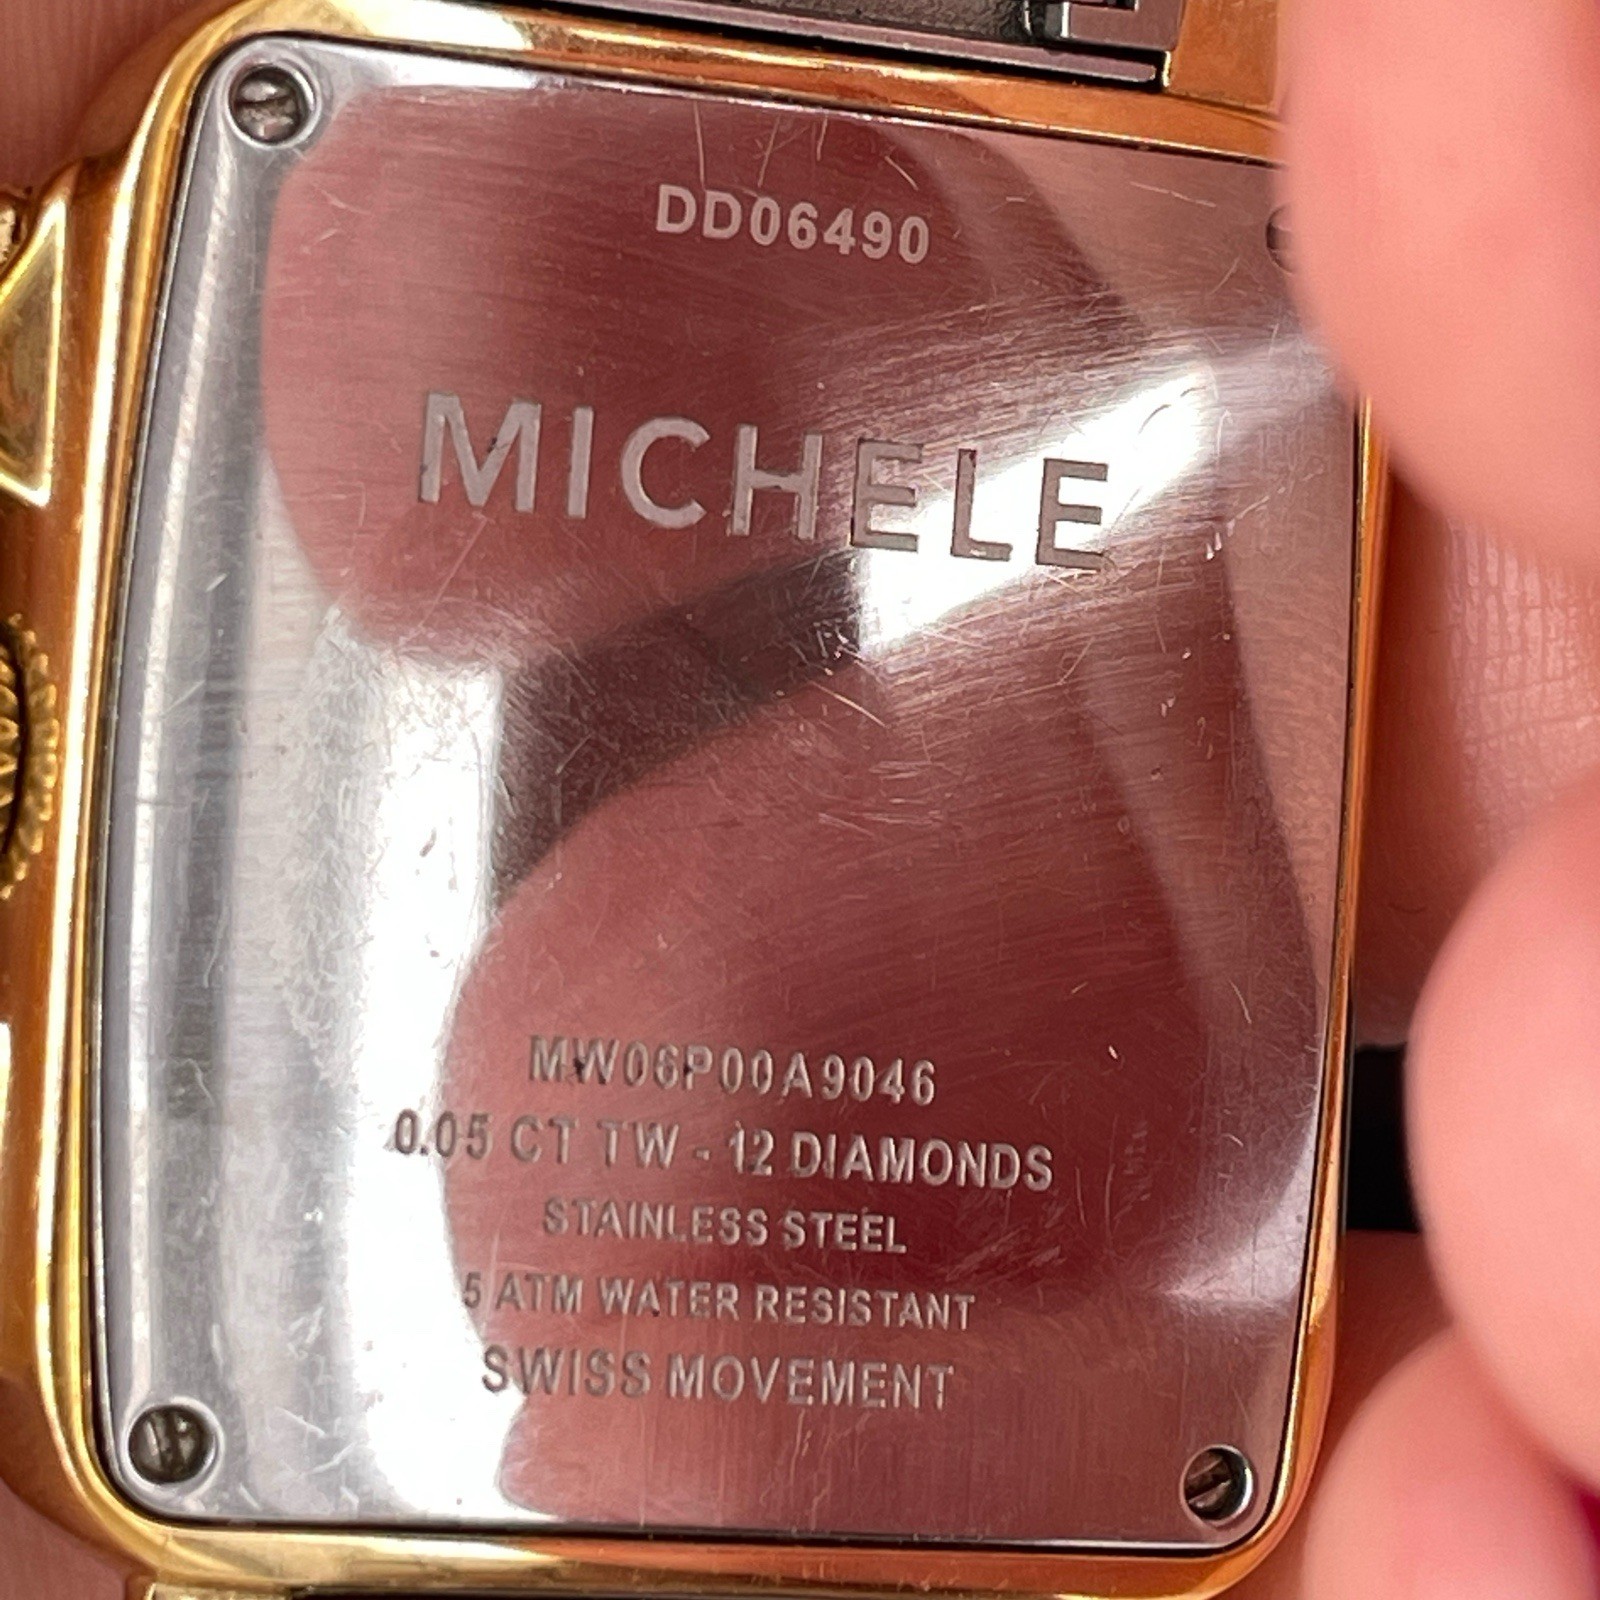 DD06490
MICHELE
MW06P00A9046
0.05 CT TW - 12 DIAMONDS
STAINLESS STEEL
5 ATM WATER RESISTANT
SWISS MOVEMENT